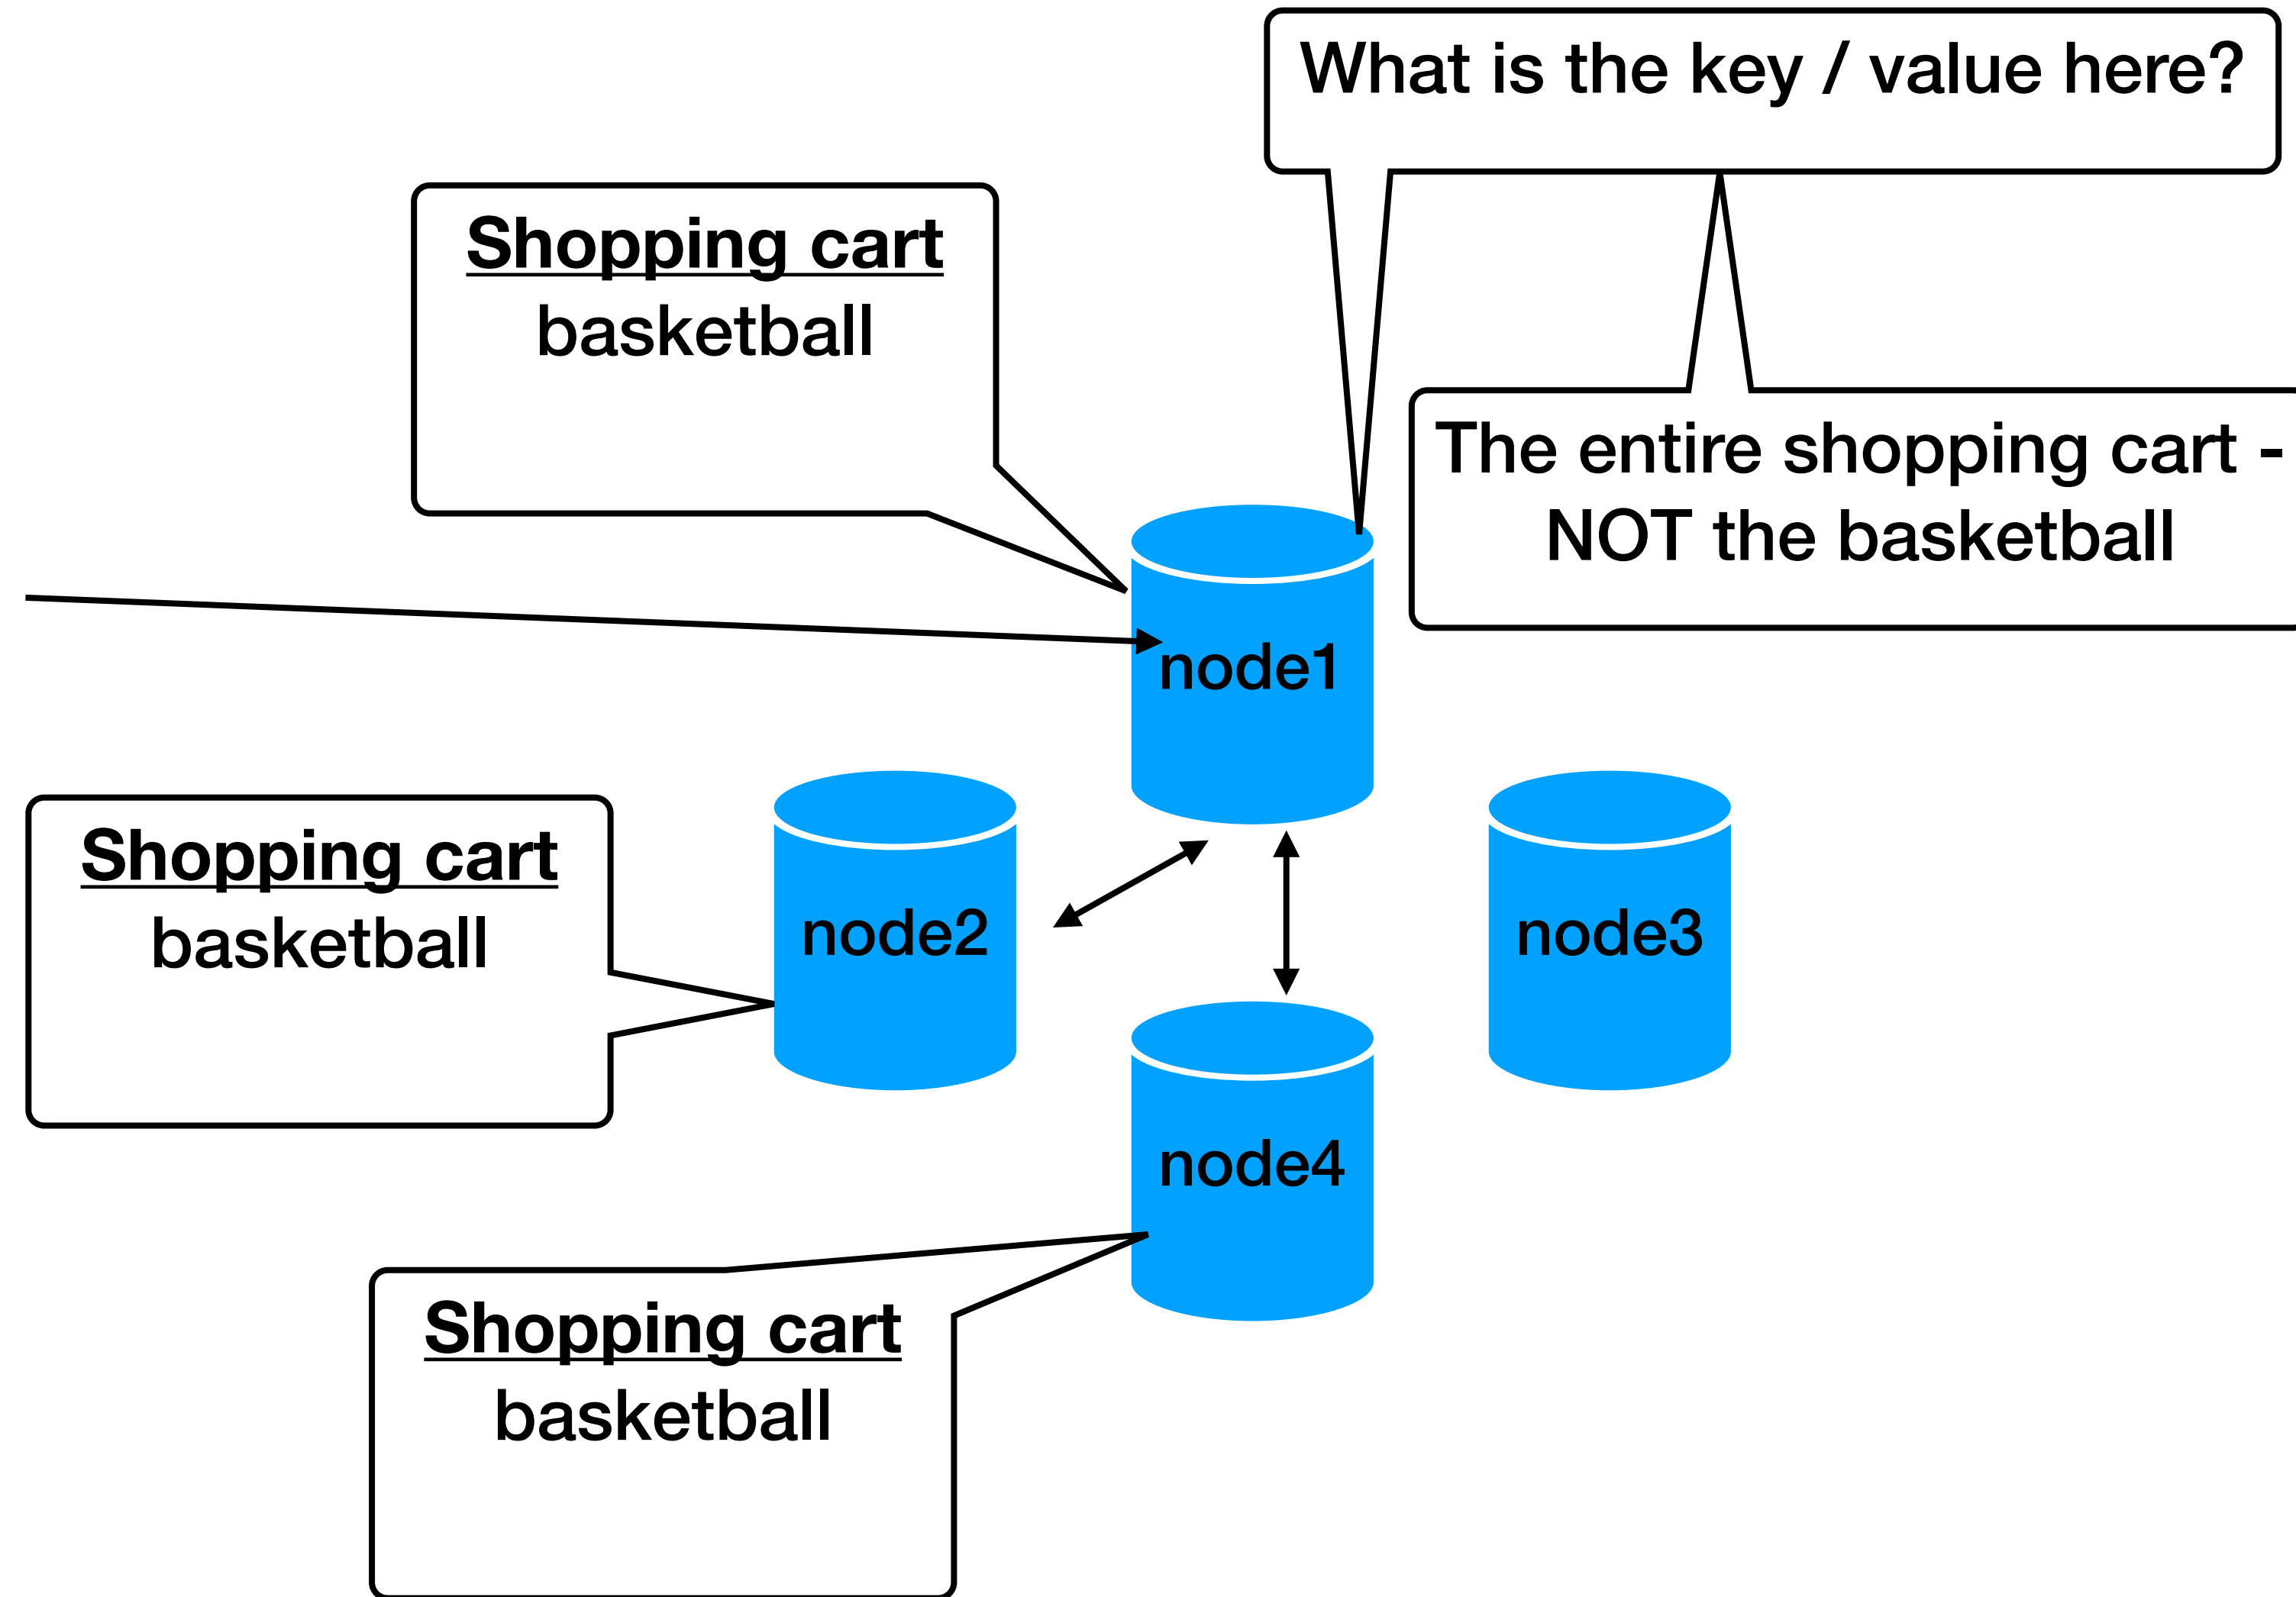 What is the key / value here?
Shopping cart
basketball
The entire shopping cart -
NOT the basketball
node1
Shopping cart
basketball
node2
node3
node4
Shopping cart
basketball